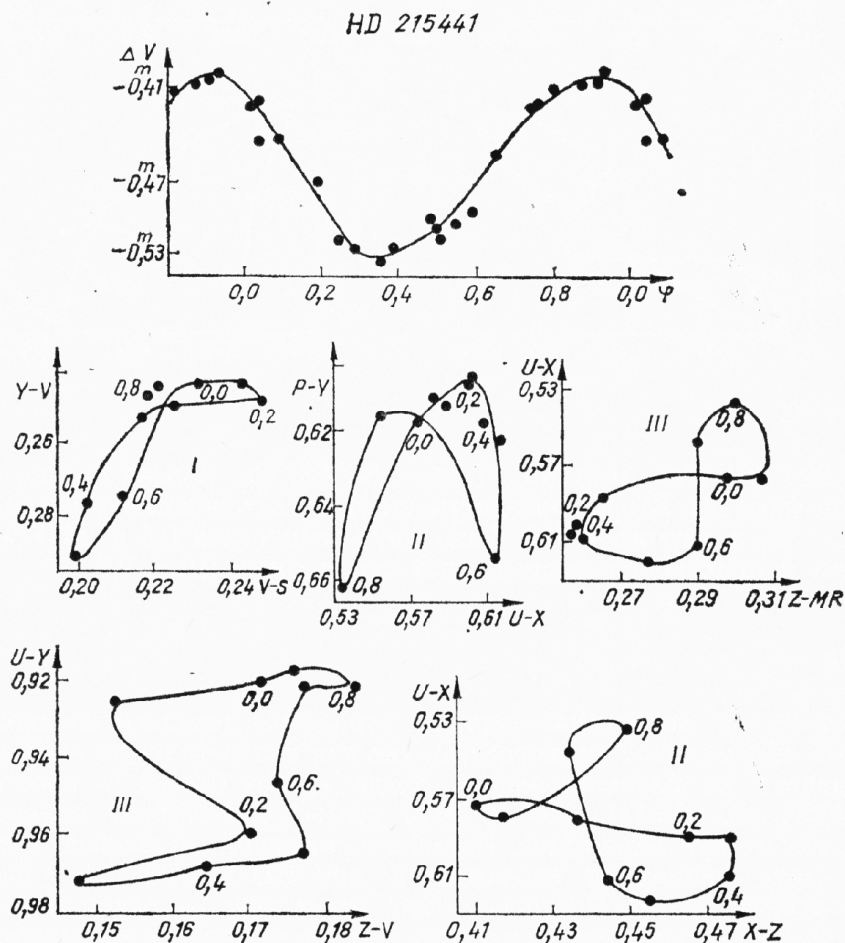 HD 215441
ΔV
-0,ᵐ41
-0,ᵐ47
-0,ᵐ53
0,0 0,2 0,4 0,6 0,8 0,0 φ
Y-V
0,26
0,28
0,8 0,0 0,2
0,4 0,6
I
0,20 0,22 0,24 V-S
P-Y
0,62
0,64
0,66
0,2
0,0 0,4
II
0,6
0,8
0,53 0,57 0,61 U-X
U-X
0,53
0,57
0,61
III
0,8
0,0
0,2
0,4
0,6
0,27 0,29 0,31 Z-MR
U-Y
0,92
0,94
0,96
0,98
0,0 0,8
0,6
III
0,2
0,4
0,15 0,16 0,17 0,18 Z-V
U-X
0,53
0,57
0,61
0,8
II
0,0
0,2
0,6
0,4
0,41 0,43 0,45 0,47 X-Z